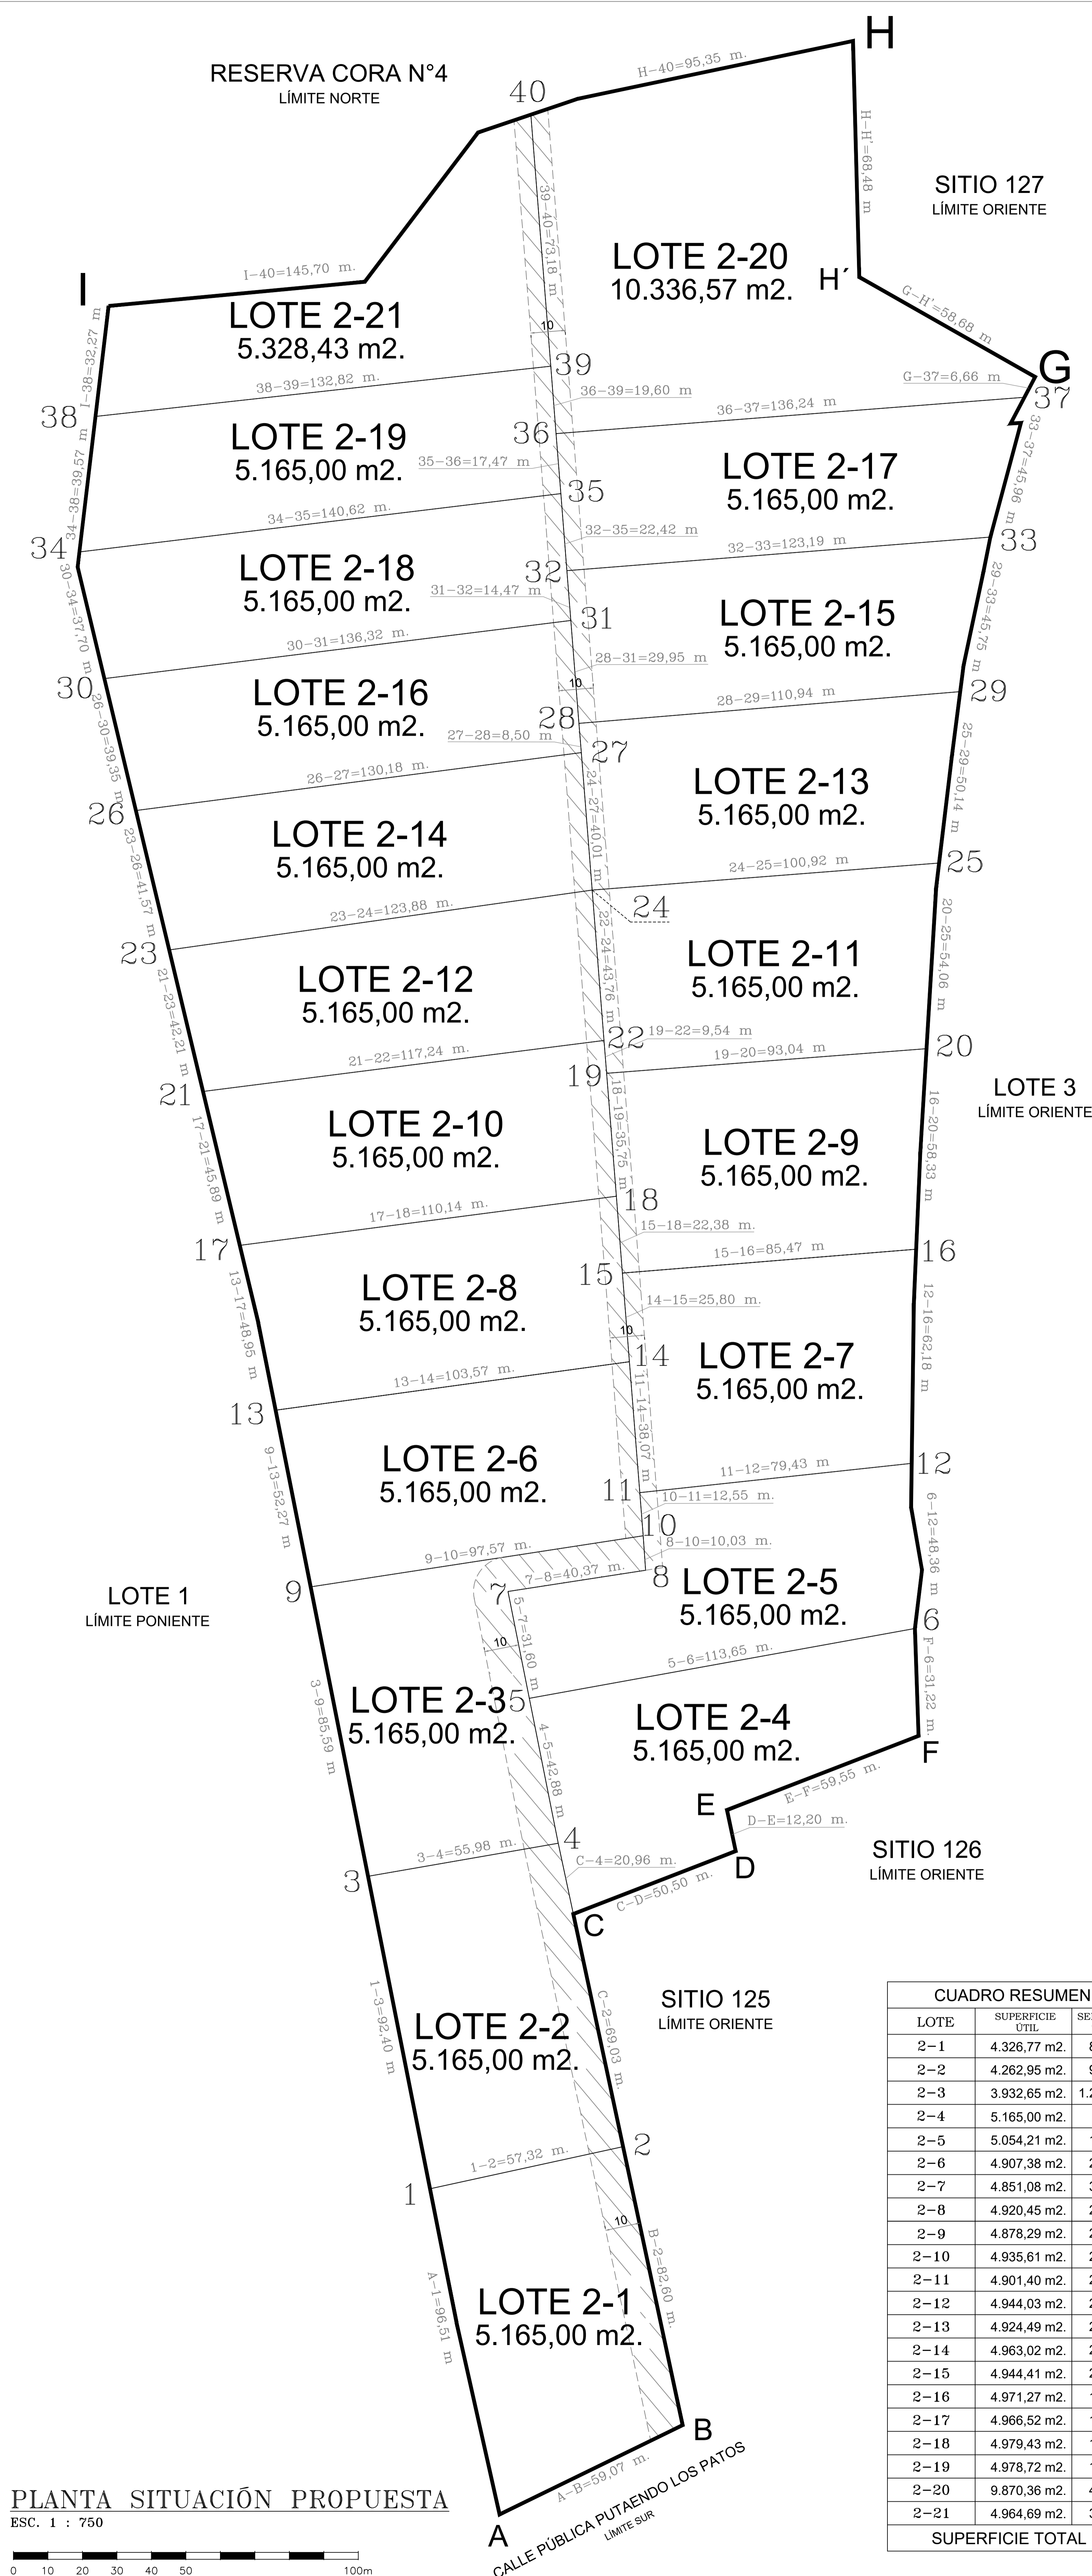 H
RESERVA CORA N°4
LÍMITE NORTE
H-40=95,35 m.
40
H-H'=68,48 m
SITIO 127
LÍMITE ORIENTE
39-40=73,18 m
LOTE 2-20
10.336,57 m2.
H´
G-H'=58,68 m
I
I-40=145,70 m.
LOTE 2-21
5.328,43 m2.
I-38=32,27 m
10
39
38-39=132,82 m.
38
36-39=19,60 m
G-37=6,66 m
G
37
36-37=136,24 m
36
LOTE 2-19
5.165,00 m2.
35-36=17,47 m
34-38=39,57 m
33-37=45,96 m
LOTE 2-17
5.165,00 m2.
35
34-35=140,62 m.
34
32-35=22,42 m
32-33=123,19 m
33
32
LOTE 2-18
5.165,00 m2.
31-32=14,47 m
30-34=37,70 m
31
30-31=136,32 m.
30
29-33=45,75 m
LOTE 2-15
5.165,00 m2.
28-31=29,95 m
10
28-29=110,94 m
29
28
LOTE 2-16
5.165,00 m2.
27-28=8,50 m
27
26-30=39,35 m
26-27=130,18 m.
26
24-27=40,01 m
25-29=50,14 m
LOTE 2-13
5.165,00 m2.
LOTE 2-14
5.165,00 m2.
23-26=41,57 m
24-25=100,92 m
25
24
23-24=123,88 m.
23
22-24=43,76 m
20-25=54,06 m
LOTE 2-11
5.165,00 m2.
LOTE 2-12
5.165,00 m2.
21-23=42,21 m
22
19-22=9,54 m
19-20=93,04 m
20
19
21-22=117,24 m.
21
LOTE 3
LÍMITE ORIENTE
18-19=35,75 m
16-20=58,33 m
LOTE 2-10
5.165,00 m2.
17-21=45,89 m
LOTE 2-9
5.165,00 m2.
18
17-18=110,14 m.
17
15-18=22,38 m.
15-16=85,47 m
16
15
LOTE 2-8
5.165,00 m2.
13-17=48,95 m
14-15=25,80 m.
10
14
12-16=62,18 m
LOTE 2-7
5.165,00 m2.
13-14=103,57 m.
13
11-14=38,07 m
11-12=79,43 m
12
11
LOTE 2-6
5.165,00 m2.
9-13=52,27 m
10-11=12,55 m.
10
8-10=10,03 m.
6-12=48,36 m
9-10=97,57 m.
9
7-8=40,37 m.
8
7
LOTE 1
LÍMITE PONIENTE
LOTE 2-5
5.165,00 m2.
5-7=31,60 m
10
6
5-6=113,65 m.
F-6=31,22 m.
LOTE 2-3
5.165,00 m2.
5
3-9=85,59 m
4-5=42,88 m
LOTE 2-4
5.165,00 m2.
F
E-F=59,55 m.
E
D-E=12,20 m.
D
3-4=55,98 m.
4
3
C-4=20,96 m.
C-D=50,50 m.
C
SITIO 126
LÍMITE ORIENTE
SITIO 125
LÍMITE ORIENTE
1-3=92,40 m
C-2=69,03 m.
LOTE 2-2
5.165,00 m2.
1-2=57,32 m.
2
1
10
B-2=82,60 m.
A-1=96,51 m
LOTE 2-1
5.165,00 m2.
B
A-B=59,07 m.
A
CALLE PÚBLICA PUTAENDO LOS PATOS
LÍMITE SUR
CUADRO RESUMEN
LOTE SUPERFICIE ÚTIL
2-1 4.326,77 m2.
2-2 4.262,95 m2.
2-3 3.932,65 m2.
2-4 5.165,00 m2.
2-5 5.054,21 m2.
2-6 4.907,38 m2.
2-7 4.851,08 m2.
2-8 4.920,45 m2.
2-9 4.878,29 m2.
2-10 4.935,61 m2.
2-11 4.901,40 m2.
2-12 4.944,03 m2.
2-13 4.924,49 m2.
2-14 4.963,02 m2.
2-15 4.944,41 m2.
2-16 4.971,27 m2.
2-17 4.966,52 m2.
2-18 4.979,43 m2.
2-19 4.978,72 m2.
2-20 9.870,36 m2.
2-21 4.964,69 m2.
SUPERFICIE TOTAL
PLANTA SITUACIÓN PROPUESTA
ESC. 1 : 750
0 10 20 30 40 50 100m